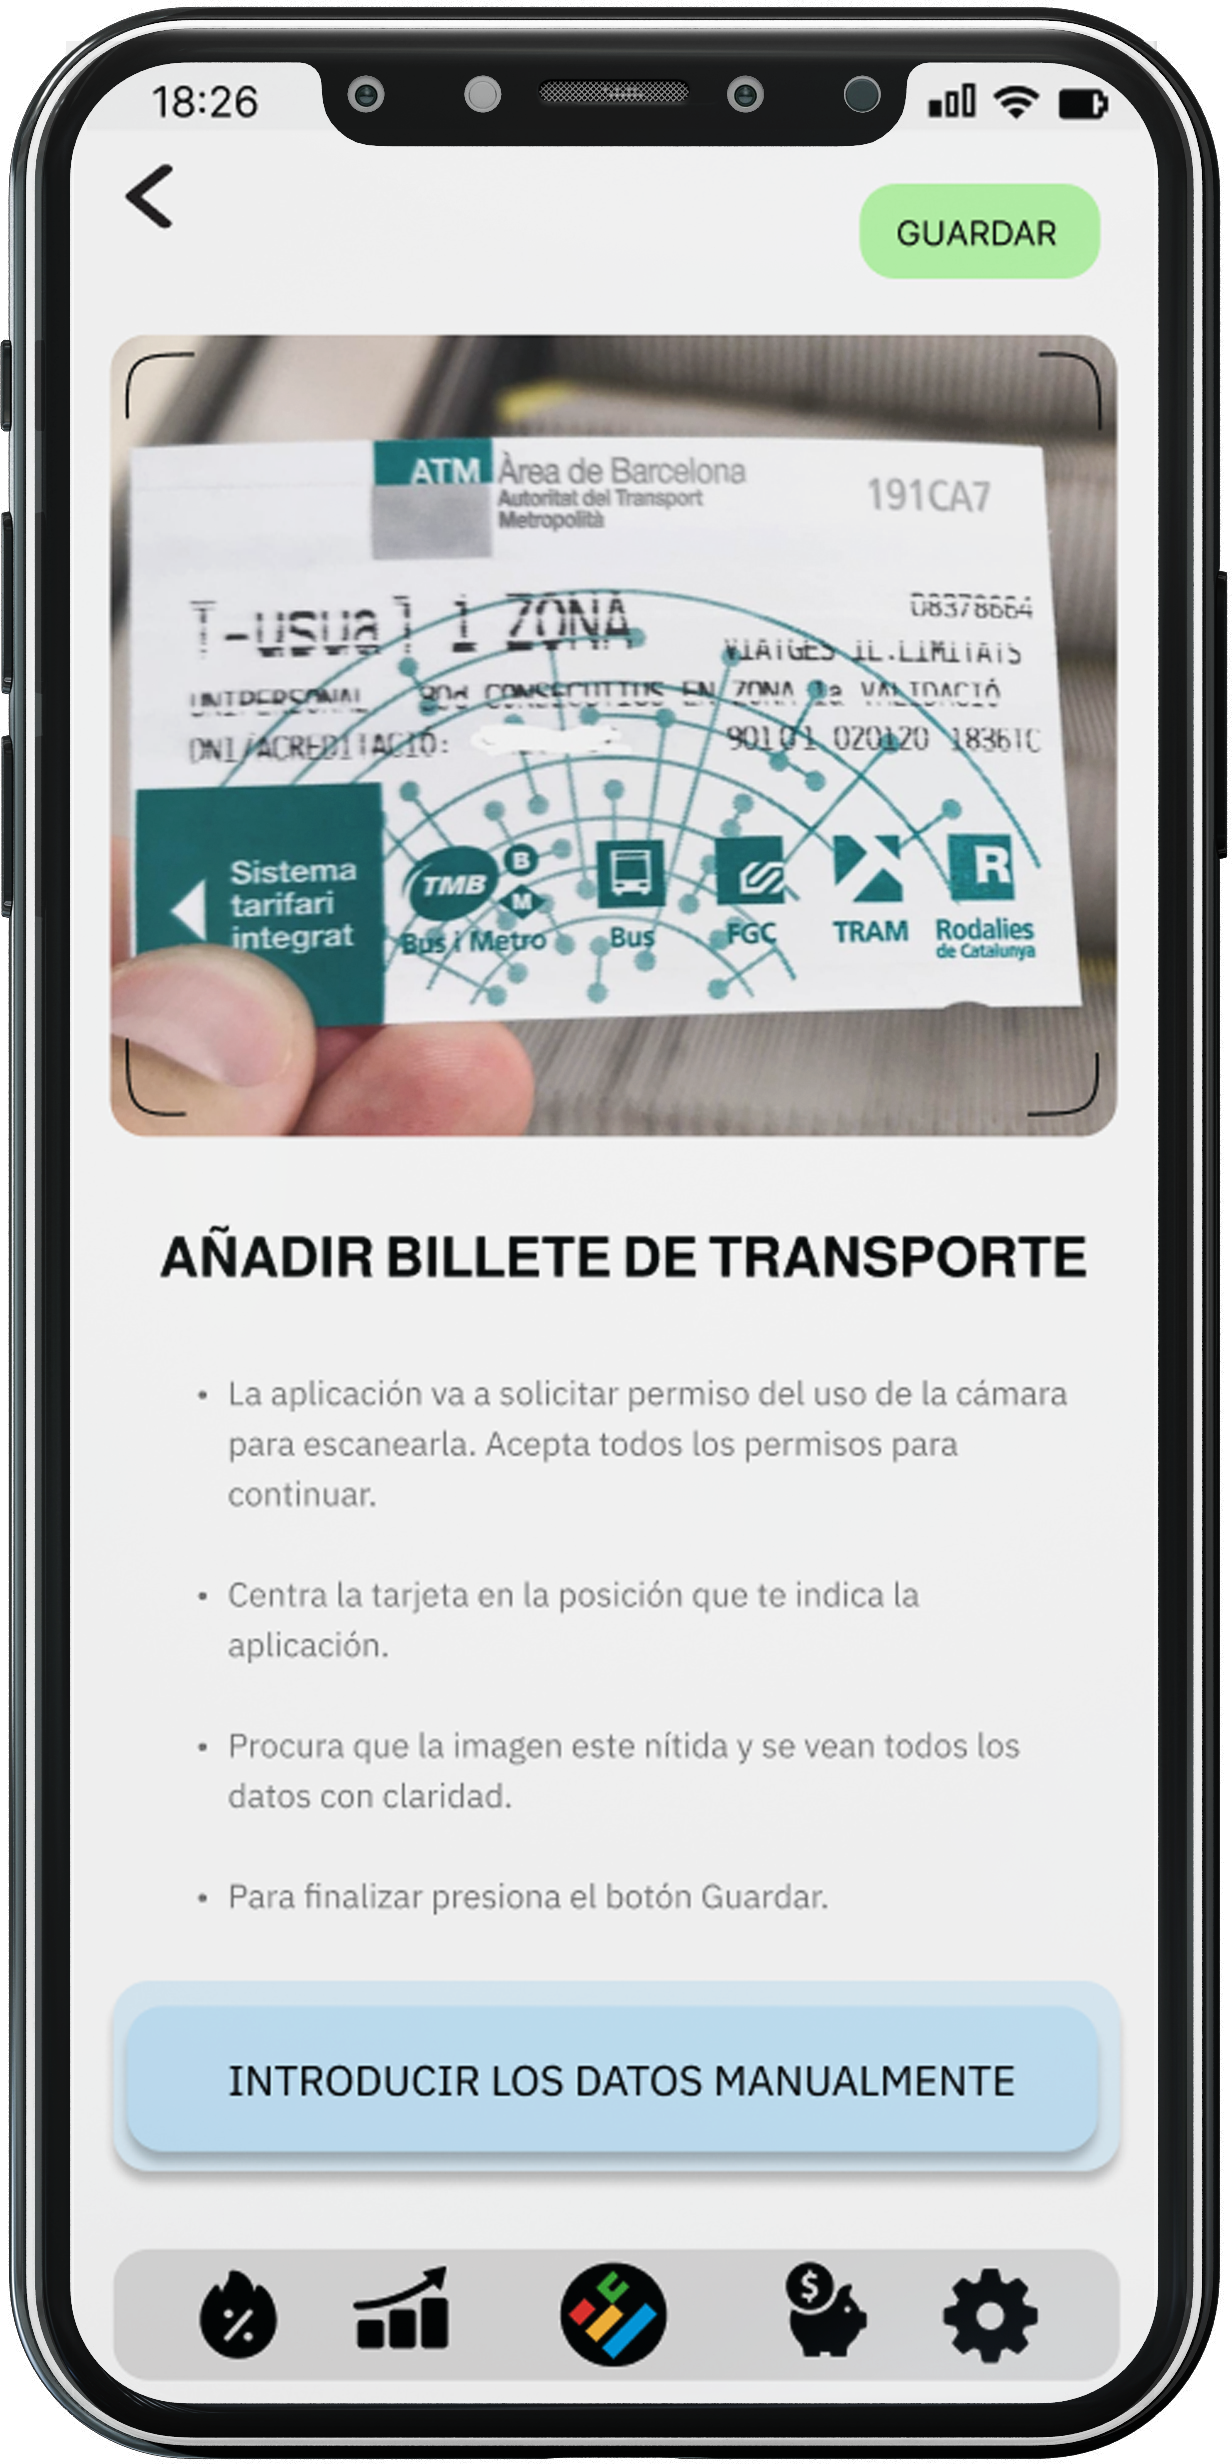 18:26
GUARDAR
ATM Àrea de Barcelona
Autoritat del Transport
Metropolità
191CA7
T-usual 1 ZONA
08378664
VIATGES IL.LIMITATS
UNIPERSONAL 30d CONSECUTIUS EN ZONA 1a VALIDACIÓ
DNI/ACREDITACIÓ:
90101 020120 1836TC
Sistema
tarifari
integrat
TMB
B
M
R
Bus i Metro
Bus
FGC
TRAM
Rodalies
de Catalunya
AÑADIR BILLETE DE TRANSPORTE
• La aplicación va a solicitar permiso del uso de la cámara
para escanearla. Acepta todos los permisos para
continuar.
• Centra la tarjeta en la posición que te indica la
aplicación.
• Procura que la imagen este nítida y se vean todos los
datos con claridad.
• Para finalizar presiona el botón Guardar.
INTRODUCIR LOS DATOS MANUALMENTE
%
$